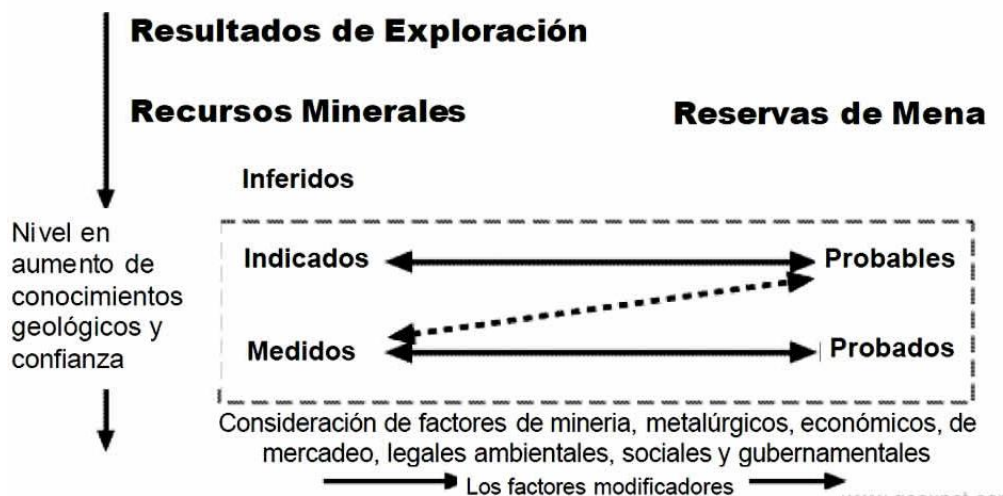 Resultados de Exploración
Recursos Minerales
Reservas de Mena
Inferidos
Nivel en
aumento de
conocimientos
geológicos y
confianza
Indicados
Probables
Medidos
Probados
Consideración de factores de mineria, metalúrgicos, económicos, de
mercadeo, legales ambientales, sociales y gubernamentales
Los factores modificadores